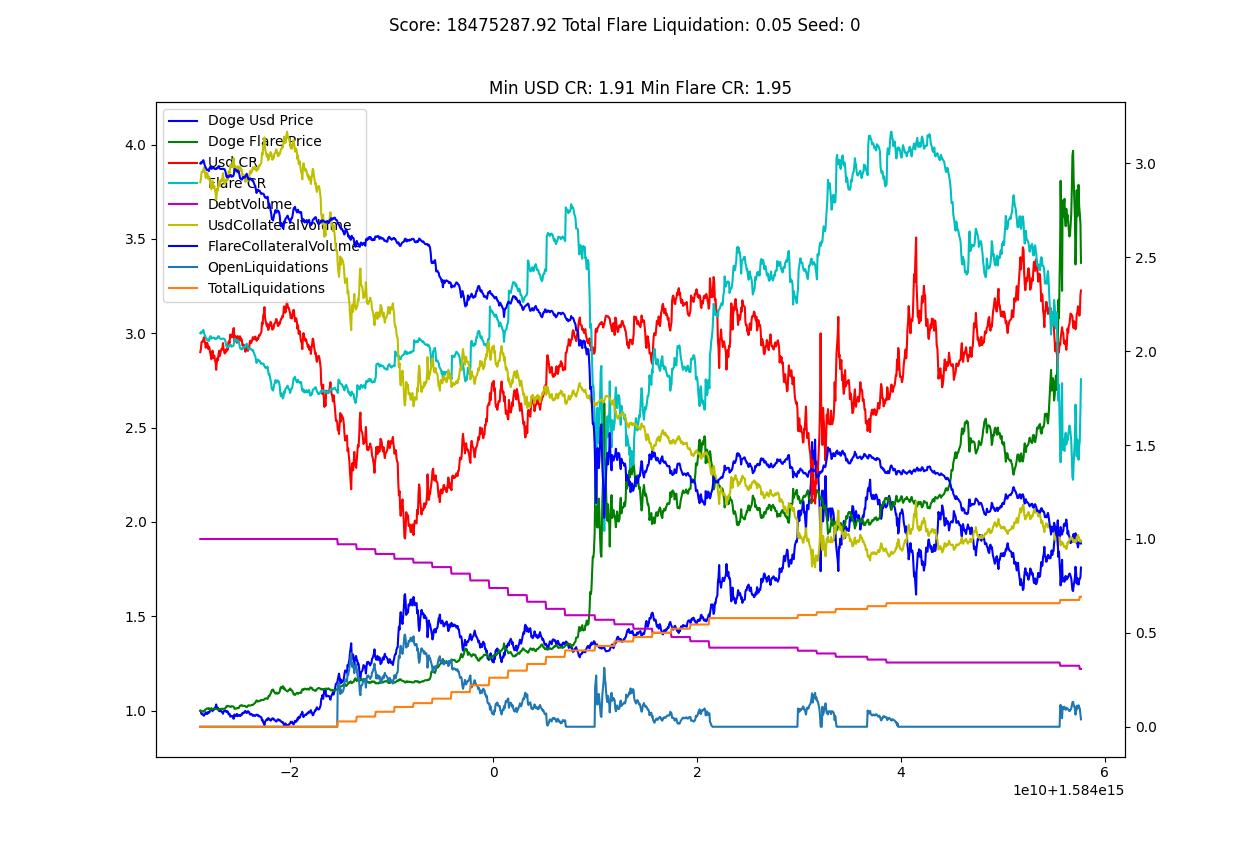 Score: 18475287.92 Total Flare Liquidation: 0.05 Seed: 0
Min USD CR: 1.91 Min Flare CR: 1.95
Doge Usd Price
Doge Flare Price
Usd CR
Flare CR
DebtVolume
UsdCollateralVolume
FlareCollateralVolume
OpenLiquidations
TotalLiquidations
4.0
3.5
3.0
2.5
2.0
1.5
1.0
3.0
2.5
2.0
1.5
1.0
0.5
0.0
−2
0
2
4
6
1e10+1.584e15